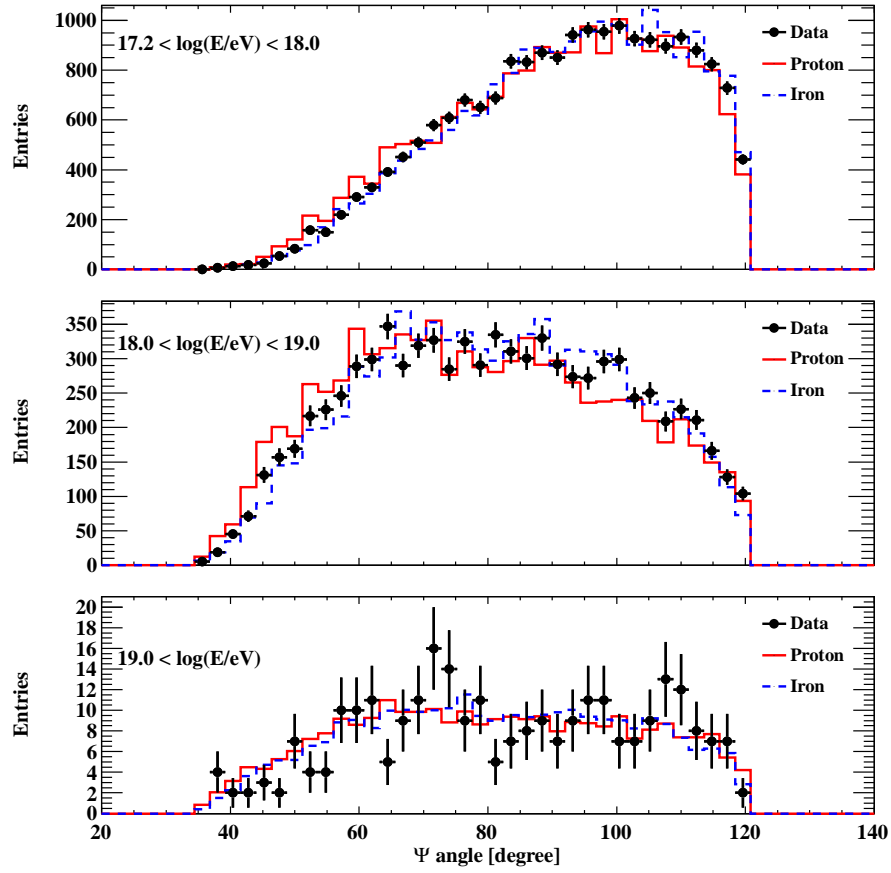 1000
17.2 < log(E/eV) < 18.0
Data
800
Proton
Iron
600
Entries
400
200
0
350
18.0 < log(E/eV) < 19.0
Data
300
Proton
250
Iron
200
Entries
150
100
50
0
20
19.0 < log(E/eV)
Data
18
16
Proton
14
Iron
12
Entries
10
8
6
4
2
0
20 40 60 80 100 120 140
Ψ angle [degree]